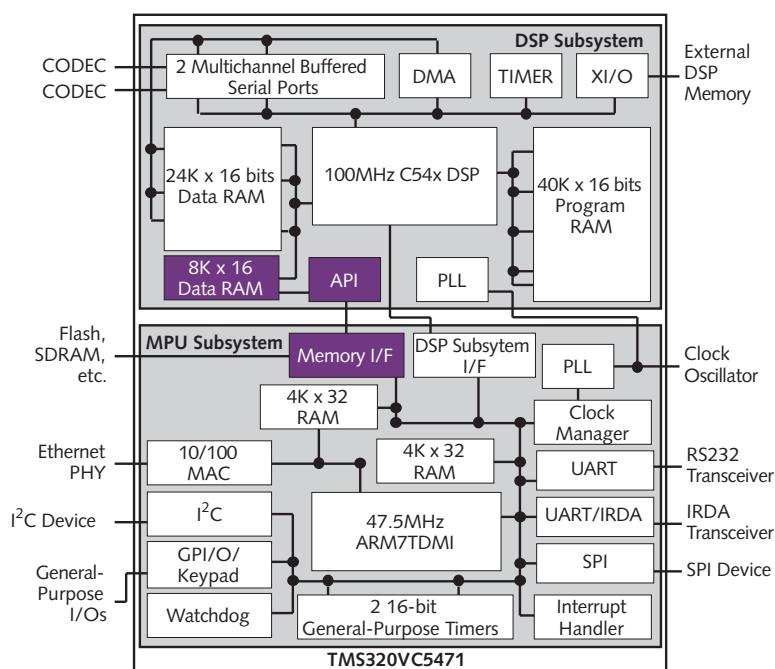 DSP Subsystem
CODEC
CODEC
2 Multichannel Buffered
Serial Ports
DMA
TIMER
XI/O
External
DSP
Memory
24K x 16 bits
Data RAM
100MHz C54x DSP
40K x 16 bits
Program
RAM
8K x 16
Data RAM
API
PLL
Flash,
SDRAM,
etc.
MPU Subsystem
Memory I/F
DSP Subsytem
I/F
PLL
Clock
Oscillator
4K x 32
RAM
Clock
Manager
Ethernet
PHY
10/100
MAC
4K x 32
RAM
UART
RS232
Transceiver
I²C Device
I²C
47.5MHz
ARM7TDMI
UART/IRDA
IRDA
Transceiver
General-
Purpose
I/Os
GPI/O/
Keypad
SPI
SPI Device
Watchdog
2 16-bit
General-Purpose Timers
Interrupt
Handler
TMS320VC5471